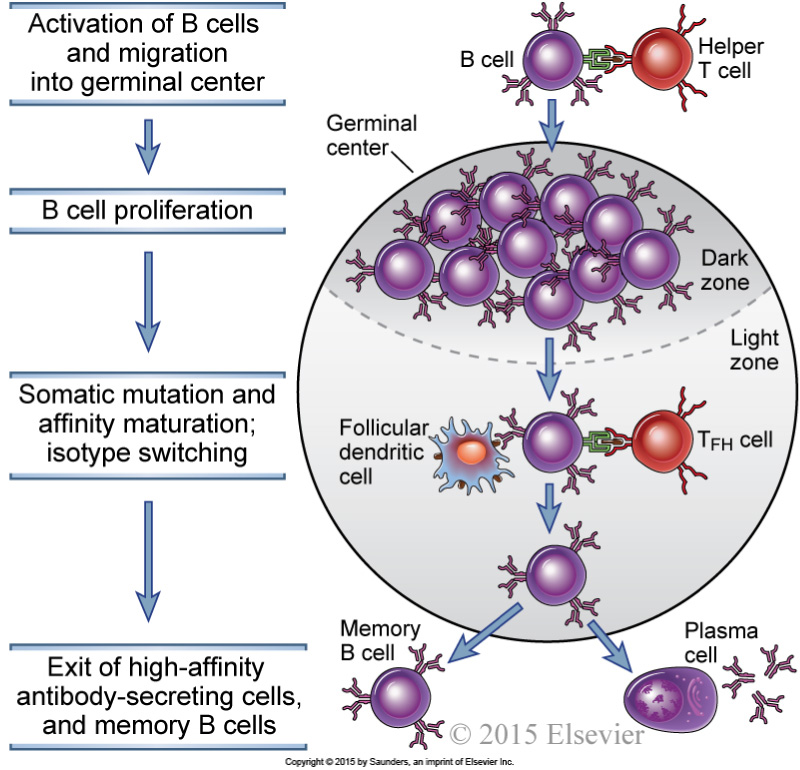 Activation of B cells
and migration
into germinal center
B cell
Helper
T cell
Germinal
center
B cell proliferation
Dark
zone
Light
zone
Somatic mutation and
affinity maturation;
isotype switching
Follicular
dendritic
cell
TFH cell
Memory
B cell
Plasma
cell
Exit of high-affinity
antibody-secreting cells,
and memory B cells
© 2015 Elsevier
Copyright © 2015 by Saunders, an imprint of Elsevier Inc.